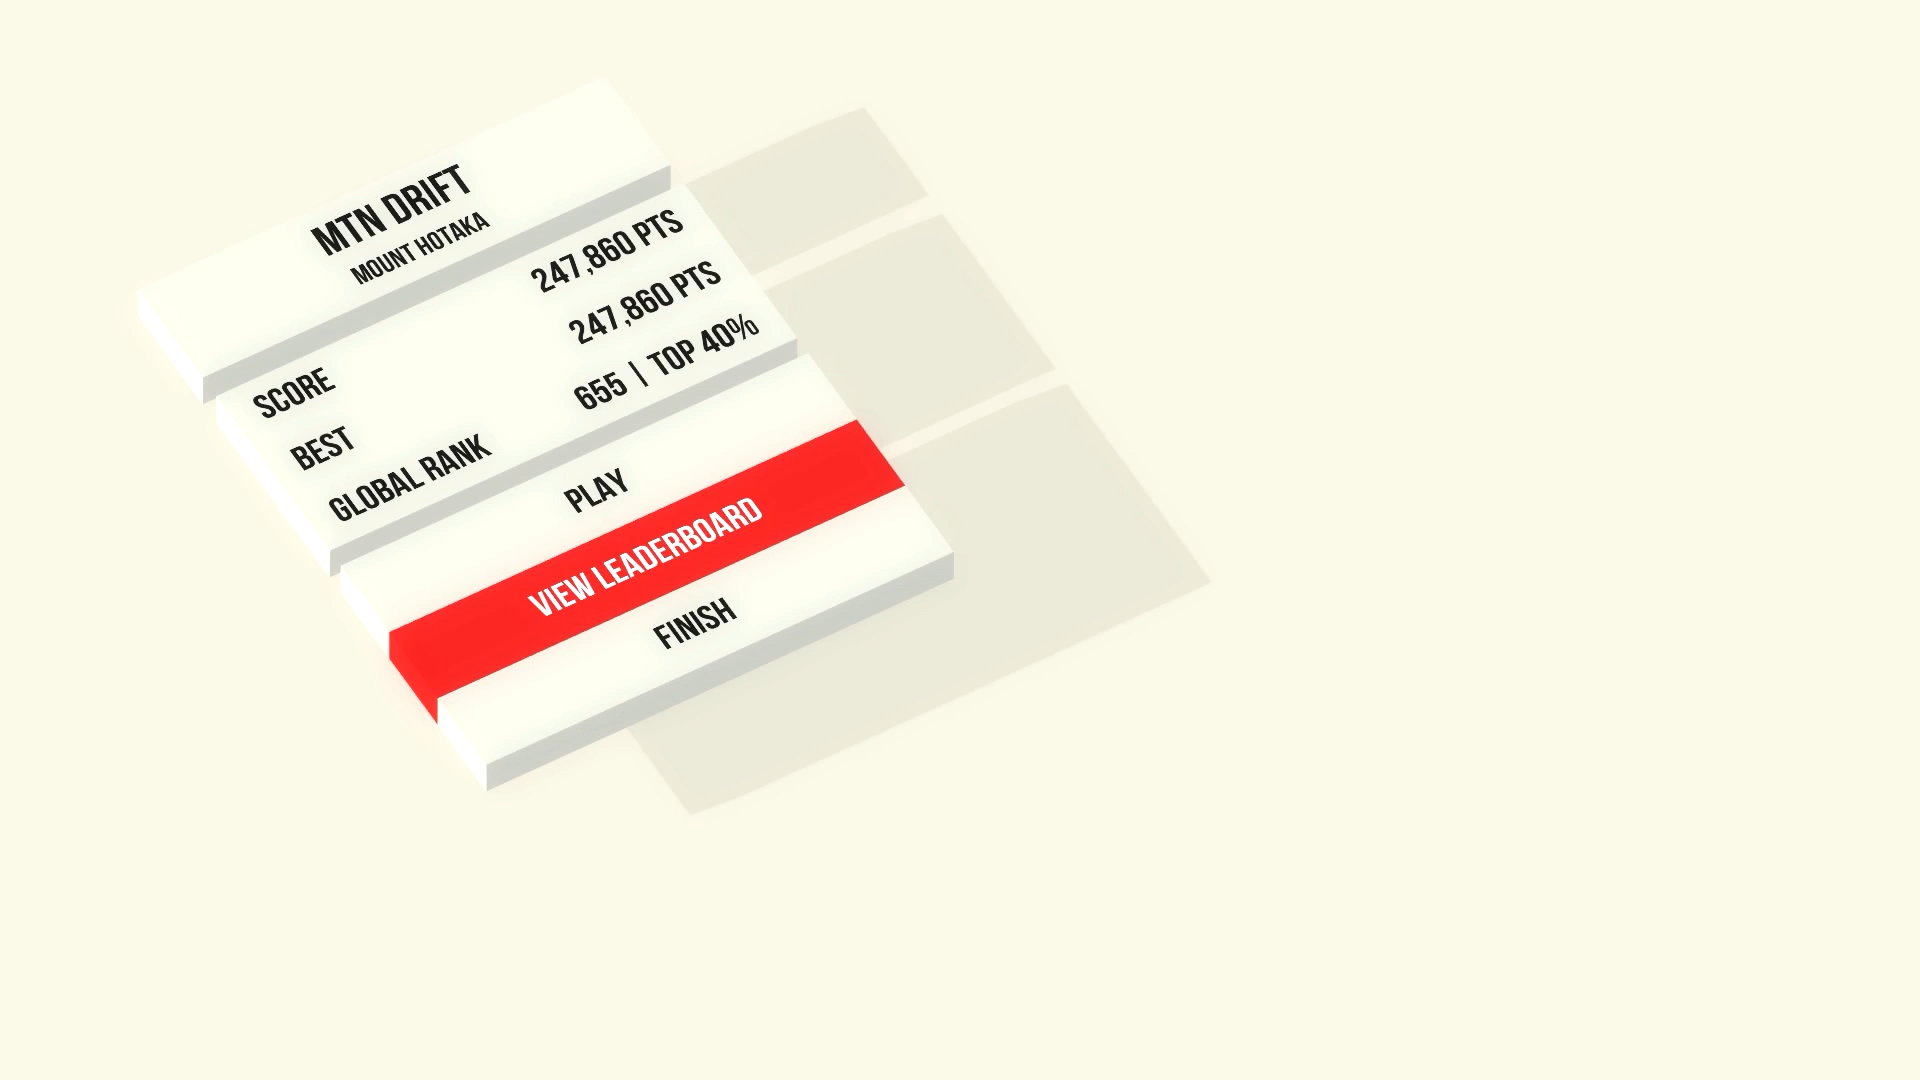 MTN DRIFT
MOUNT HOTAKA
SCORE 247,860 PTS
BEST 247,860 PTS
GLOBAL RANK 655 | TOP 40%
PLAY
VIEW LEADERBOARD
FINISH